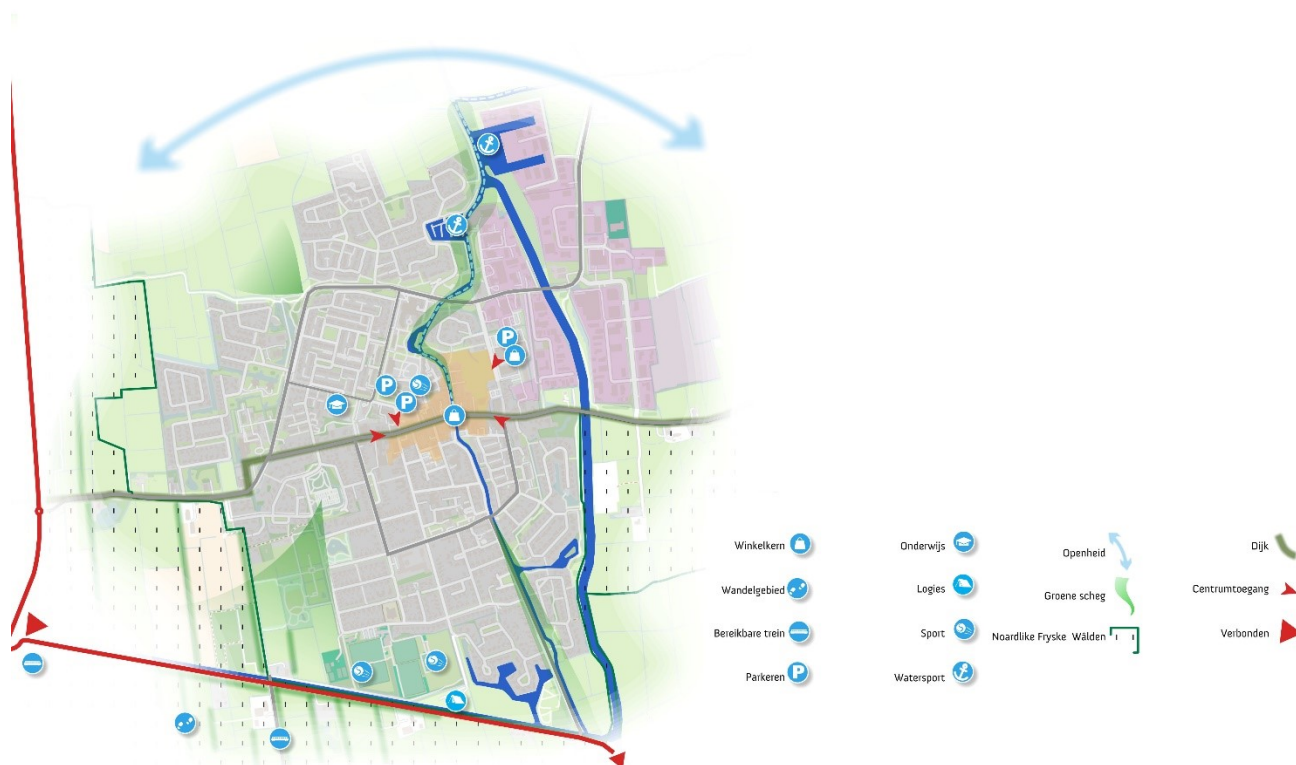 P
P
P
P
Winkelkern
Wandelgebied
Bereikbare trein
Parkeren
Onderwijs
Logies
Sport
Watersport
Openheid
Groene scheg
Noardlike Fryske Wâlden
Dijk
Centrumtoegang
Verbonden